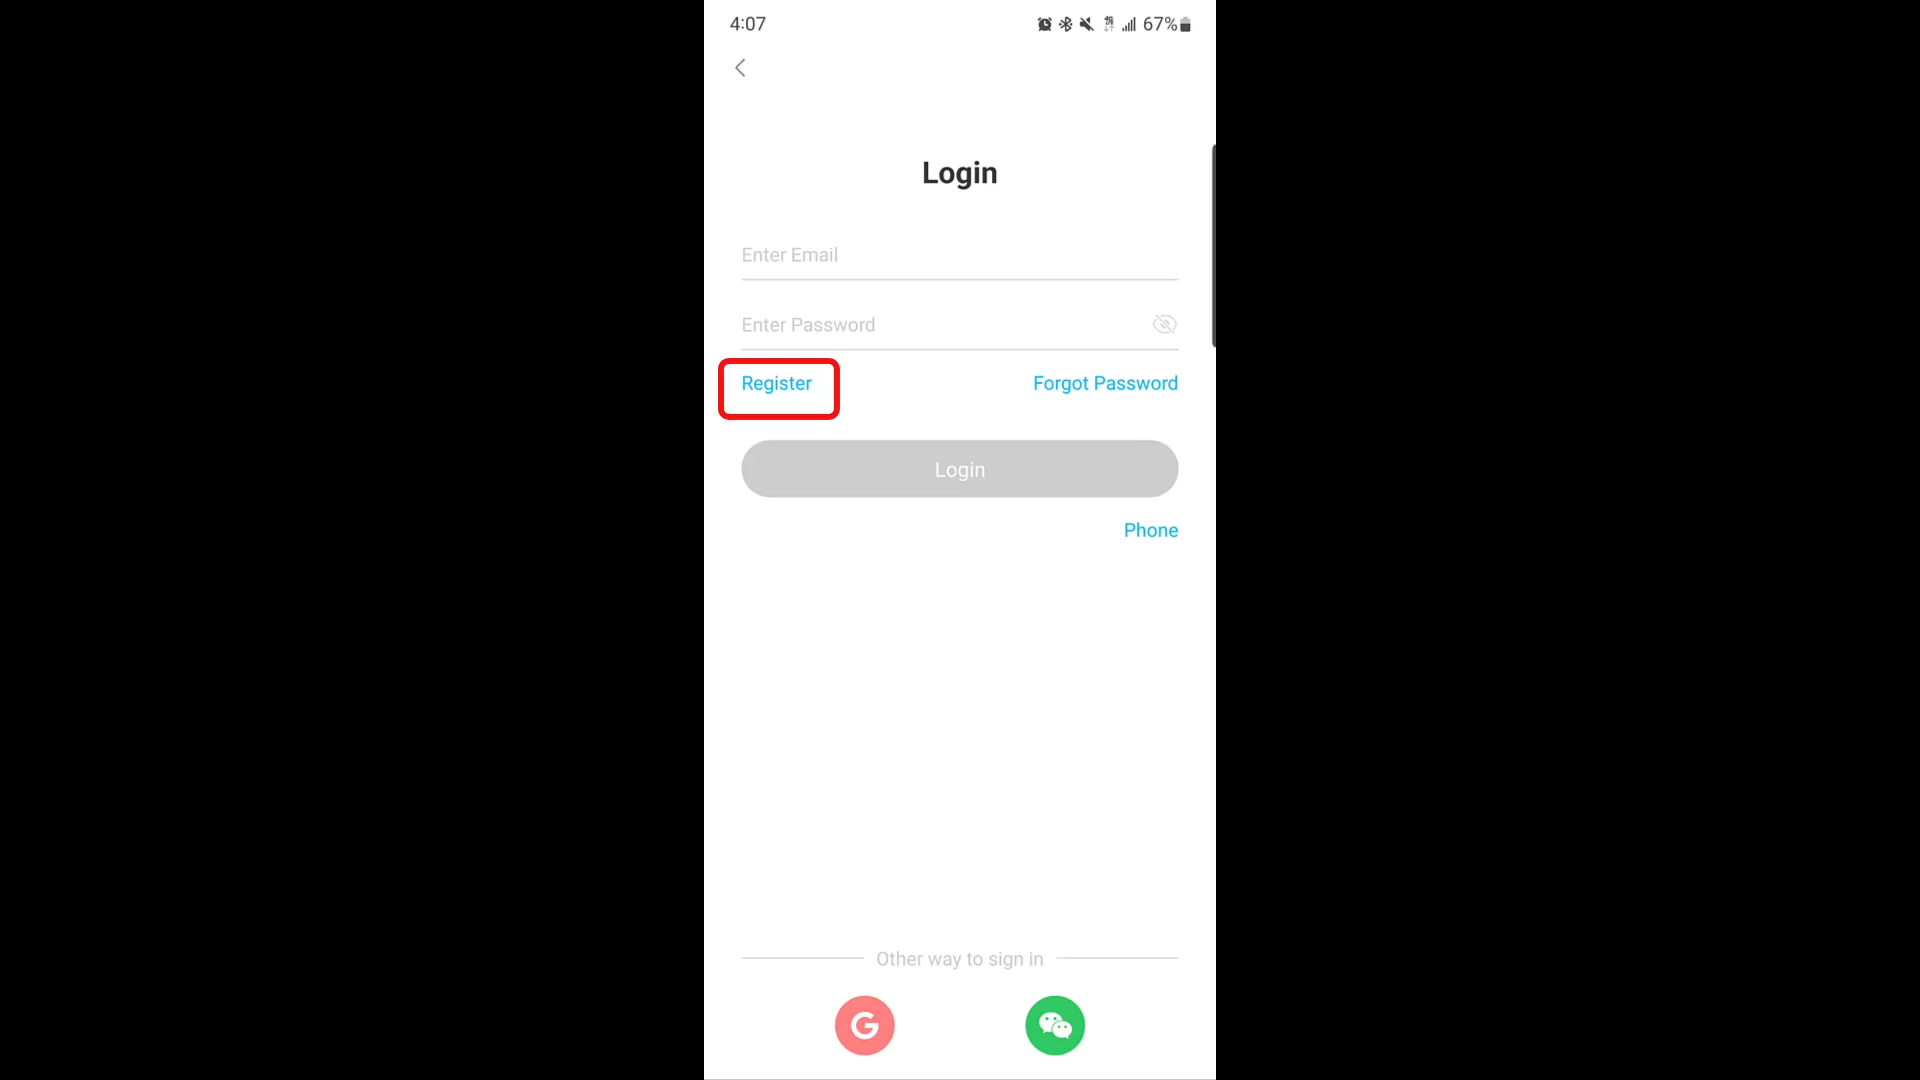 4:07
67%
Login
Enter Email
Enter Password
Register
Forgot Password
Login
Phone
Other way to sign in
G